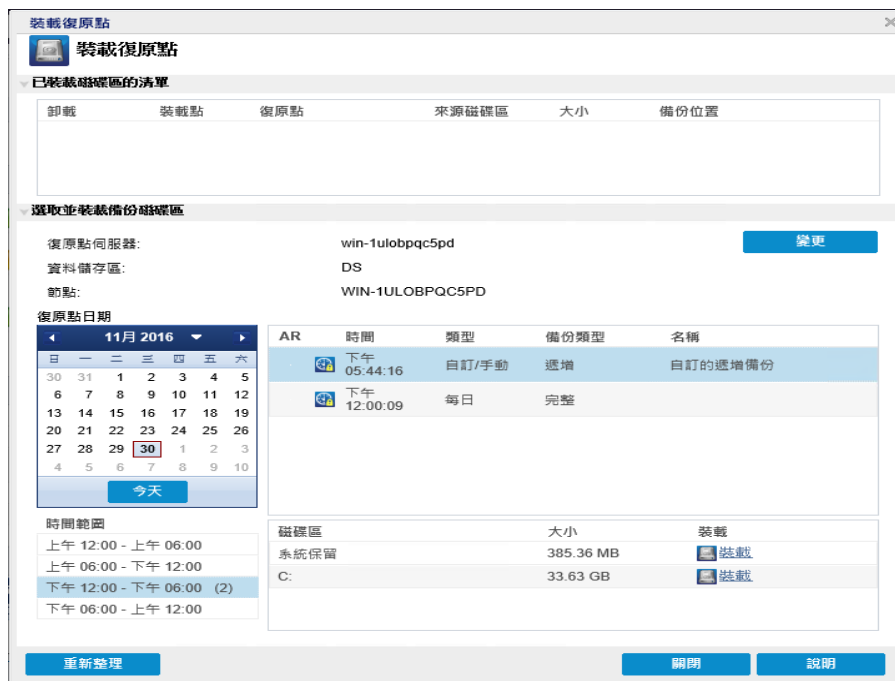 裝載復原點
裝載復原點
已裝載磁碟區的清單
卸載 裝載點 復原點 來源磁碟區 大小 備份位置
選取並裝載備份磁碟區
復原點伺服器: win-1ulobpqc5pd 變更
資料儲存區: DS
節點: WIN-1ULOBPQC5PD
復原點日期
11月 2016
日 一 二 三 四 五 六
30 31 1 2 3 4 5
6 7 8 9 10 11 12
13 14 15 16 17 18 19
20 21 22 23 24 25 26
27 28 29 30 1 2 3
4 5 6 7 8 9 10
今天
AR 時間 類型 備份類型 名稱
下午 05:44:16 自訂/手動 遞增 自訂的遞增備份
下午 12:00:09 每日 完整
時間範圍
上午 12:00 - 上午 06:00
上午 06:00 - 下午 12:00
下午 12:00 - 下午 06:00 (2)
下午 06:00 - 上午 12:00
磁碟區 大小 裝載
系統保留 385.36 MB 裝載
C: 33.63 GB 裝載
重新整理 關閉 說明